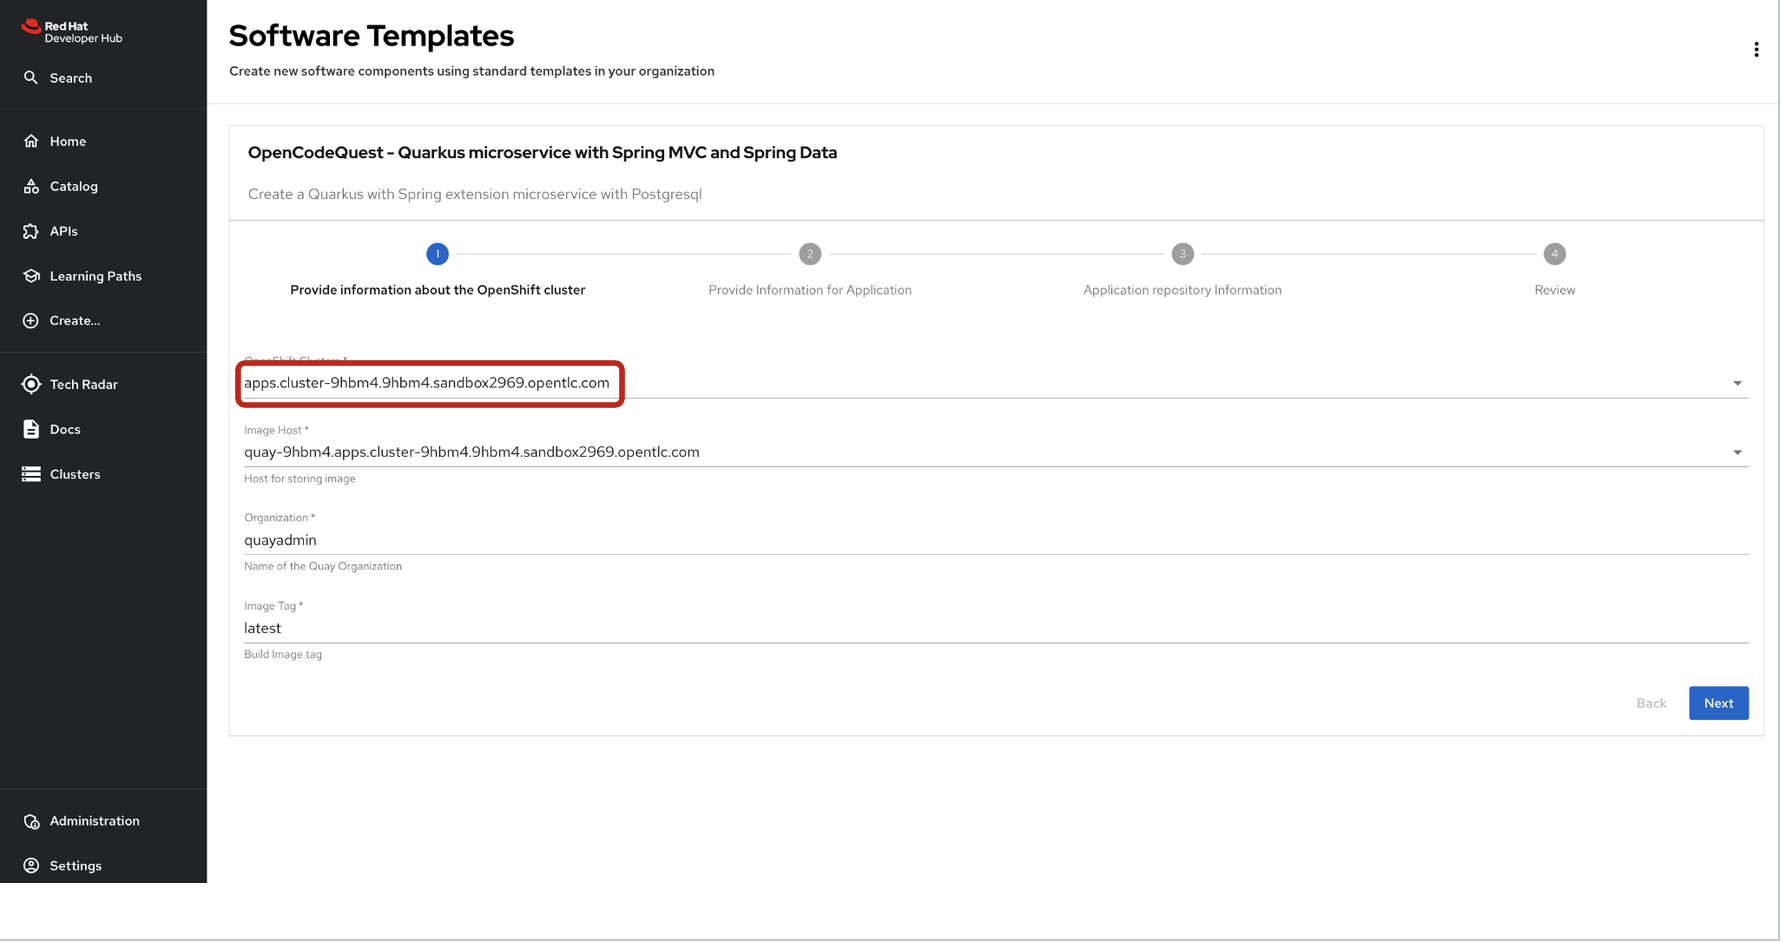 Red Hat
Developer Hub
Search
Home
Catalog
APIs
Learning Paths
Create...
Tech Radar
Docs
Clusters
Administration
Settings
Software Templates
Create new software components using standard templates in your organization
OpenCodeQuest - Quarkus microservice with Spring MVC and Spring Data
Create a Quarkus with Spring extension microservice with Postgresql
1
Provide information about the OpenShift cluster
2
Provide Information for Application
3
Application repository Information
4
Review
OpenShift Clusters *
apps.cluster-9hbm4.9hbm4.sandbox2969.opentlc.com
Image Host *
quay-9hbm4.apps.cluster-9hbm4.9hbm4.sandbox2969.opentlc.com
Host for storing image
Organization *
quayadmin
Name of the Quay Organization
Image Tag *
latest
Build Image tag
Back
Next